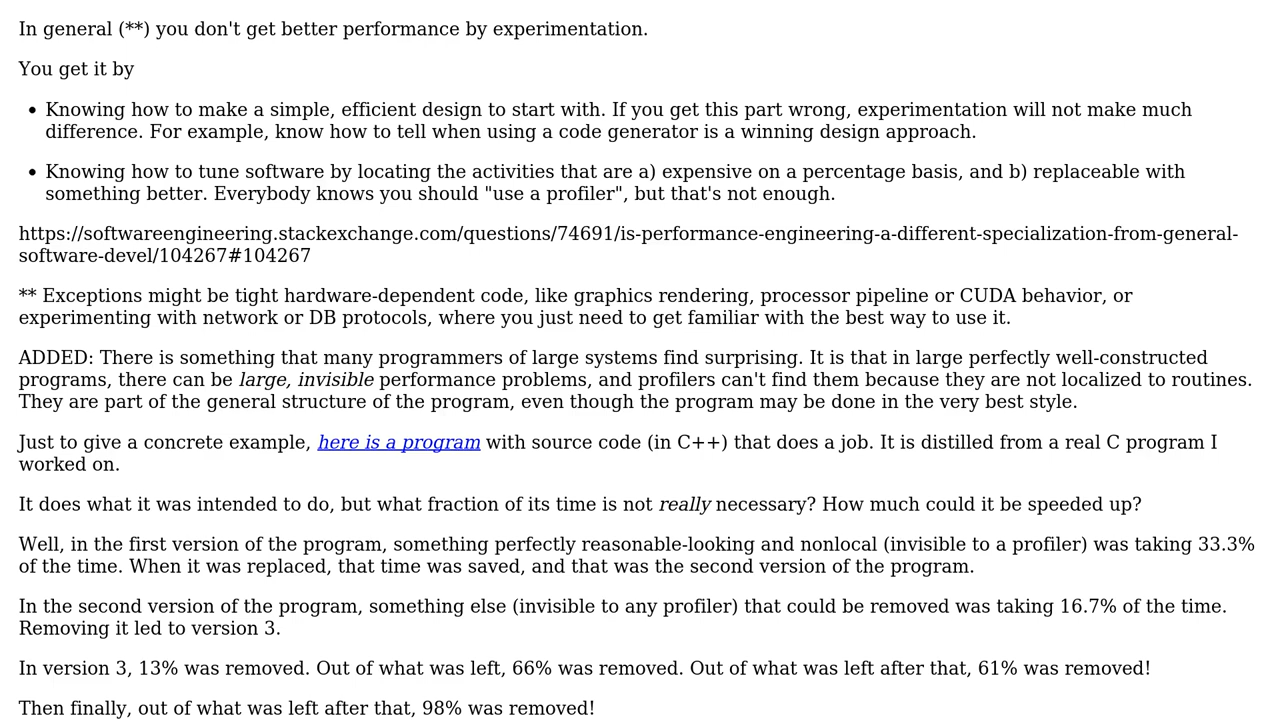 In general (**) you don't get better performance by experimentation.
You get it by
• Knowing how to make a simple, efficient design to start with. If you get this part wrong, experimentation will not make much
difference. For example, know how to tell when using a code generator is a winning design approach.
• Knowing how to tune software by locating the activities that are a) expensive on a percentage basis, and b) replaceable with
something better. Everybody knows you should "use a profiler", but that's not enough.
https://softwareengineering.stackexchange.com/questions/74691/is-performance-engineering-a-different-specialization-from-general-
software-devel/104267#104267
** Exceptions might be tight hardware-dependent code, like graphics rendering, processor pipeline or CUDA behavior, or
experimenting with network or DB protocols, where you just need to get familiar with the best way to use it.
ADDED: There is something that many programmers of large systems find surprising. It is that in large perfectly well-constructed
programs, there can be large, invisible performance problems, and profilers can't find them because they are not localized to routines.
They are part of the general structure of the program, even though the program may be done in the very best style.
Just to give a concrete example, here is a program with source code (in C++) that does a job. It is distilled from a real C program I
worked on.
It does what it was intended to do, but what fraction of its time is not really necessary? How much could it be speeded up?
Well, in the first version of the program, something perfectly reasonable-looking and nonlocal (invisible to a profiler) was taking 33.3%
of the time. When it was replaced, that time was saved, and that was the second version of the program.
In the second version of the program, something else (invisible to any profiler) that could be removed was taking 16.7% of the time.
Removing it led to version 3.
In version 3, 13% was removed. Out of what was left, 66% was removed. Out of what was left after that, 61% was removed!
Then finally, out of what was left after that, 98% was removed!